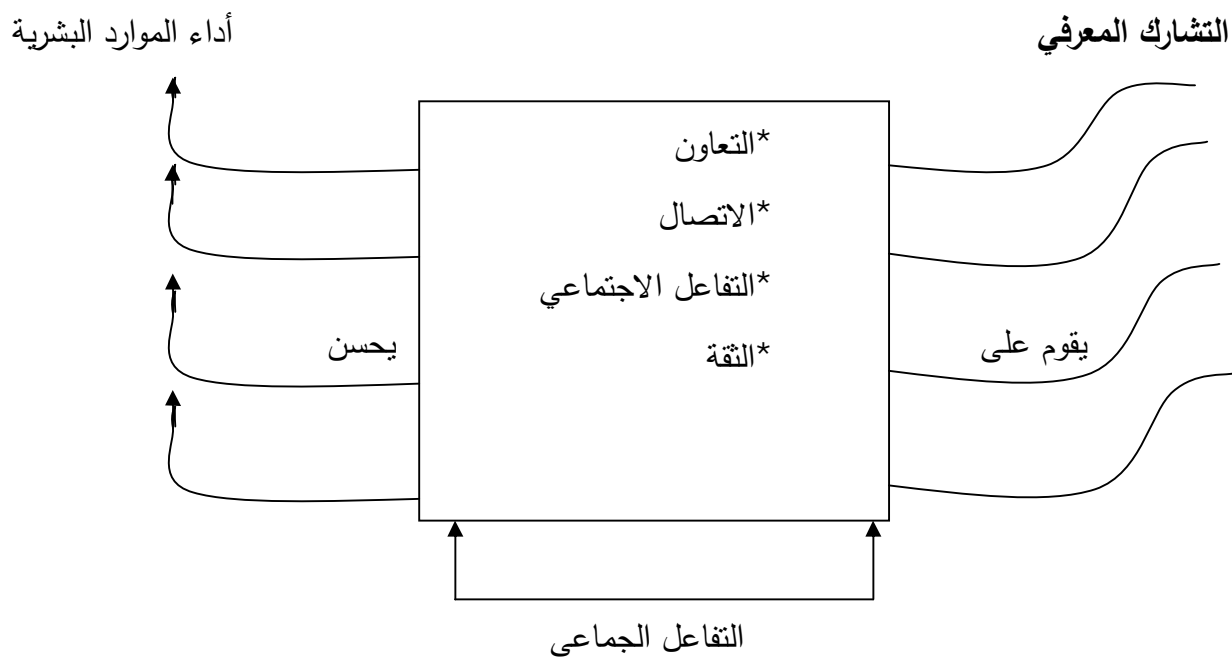 التشارك المعرفي
أداء الموارد البشرية
*التعاون
*الاتصال
*التفاعل الاجتماعي
يقوم على
*الثقة
يحسن
التفاعل الجماعي